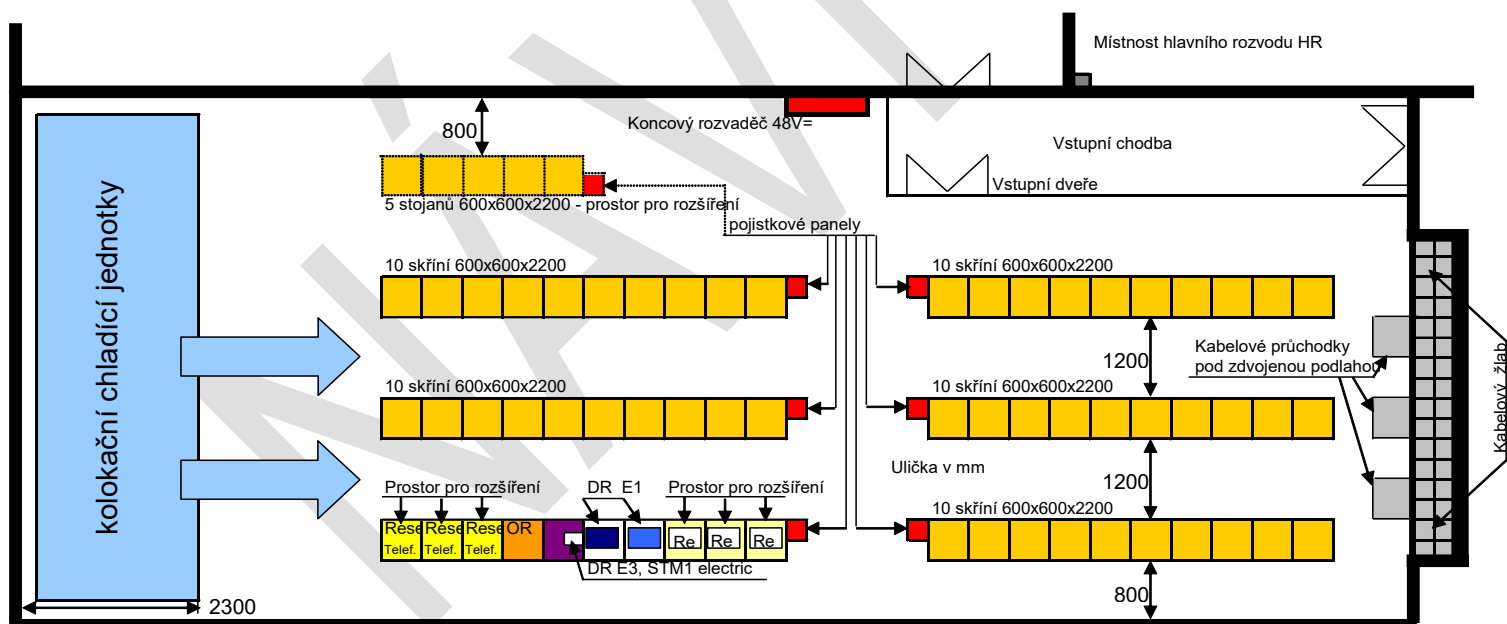 Místnost hlavního rozvodu HR
Koncový rozvaděč 48V=
800
Vstupní chodba
Vstupní dveře
5 stojanů 600x600x2200 - prostor pro rozšíření
pojistkové panely
kolokační chladící jednotky
10 skříní 600x600x2200
10 skříní 600x600x2200
1200
Kabelové průchodky
pod zdvojenou podlahou
Kabelový žlab
10 skříní 600x600x2200
10 skříní 600x600x2200
Ulička v mm
1200
Prostor pro rozšíření
DR E1
Prostor pro rozšíření
10 skříní 600x600x2200
Rese Rese Rese OR
Telef. Telef. Telef.
Re Re Re
DR E3, STM1 electric
800
2300
NÁVR